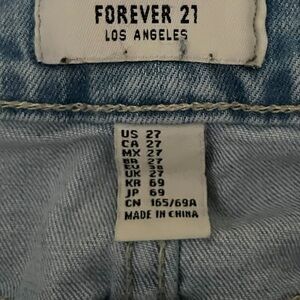 FOREVER 21
LOS ANGELES
US 27
CA 27
MX 27
BR 27
EU 38
UK 27
KR 69
JP 69
CN 165/69A
MADE IN CHINA